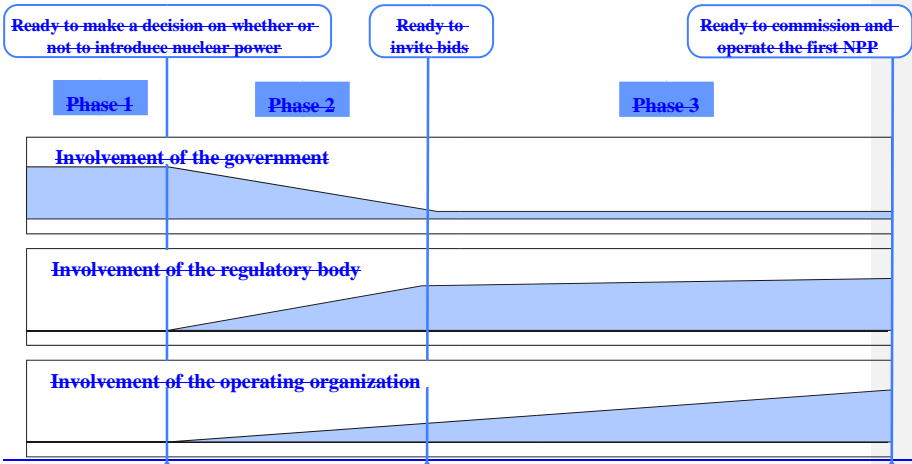 Ready to make a decision on whether or
not to introduce nuclear power
Ready to
invite bids
Ready to commission and
operate the first NPP
Phase 1
Phase 2
Phase 3
Involvement of the government
Involvement of the regulatory body
Involvement of the operating organization